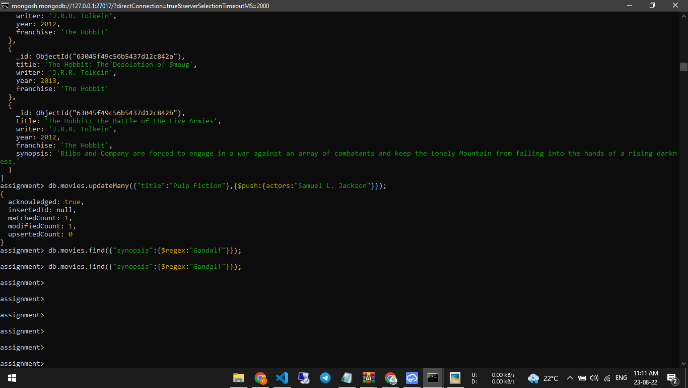 mongosh mongodb://127.0.0.1:27017/?directConnection=true&serverSelectionTimeoutMS=2000
writer: 'J.R.R. Tolkein',
year: 2012,
franchise: 'The Hobbit'
},
{
_id: ObjectId("63045f49c56b5437d12c842a"),
title: 'The Hobbit: The Desolation of Smaug',
writer: 'J.R.R. Tolkein',
year: 2013,
franchise: 'The Hobbit'
},
{
_id: ObjectId("63045f49c56b5437d12c842b"),
title: 'The Hobbit: The Battle of the Five Armies',
writer: 'J.R.R. Tolkein',
year: 2012,
franchise: 'The Hobbit',
synopsis: 'Bilbo and Company are forced to engage in a war against an array of combatants and keep the Lonely Mountain from falling into the hands of a rising darkn
ess.'
}
]
assignment> db.movies.updateMany({"title":"Pulp Fiction"},{$push:{actors:"Samuel L. Jackson"}});
{
acknowledged: true,
insertedId: null,
matchedCount: 1,
modifiedCount: 1,
upsertedCount: 0
}
assignment> db.movies.find({"synopsis":{$regex:"Gandalf"}});
assignment> db.movies.find({"synopsis":{$regex:"Gandalf"}});
assignment>
assignment>
assignment>
assignment>
assignment>
assignment>
U: 0.00 kB/s
D: 0.00 kB/s
22°C
ENG
11:11 AM
23-08-22
2